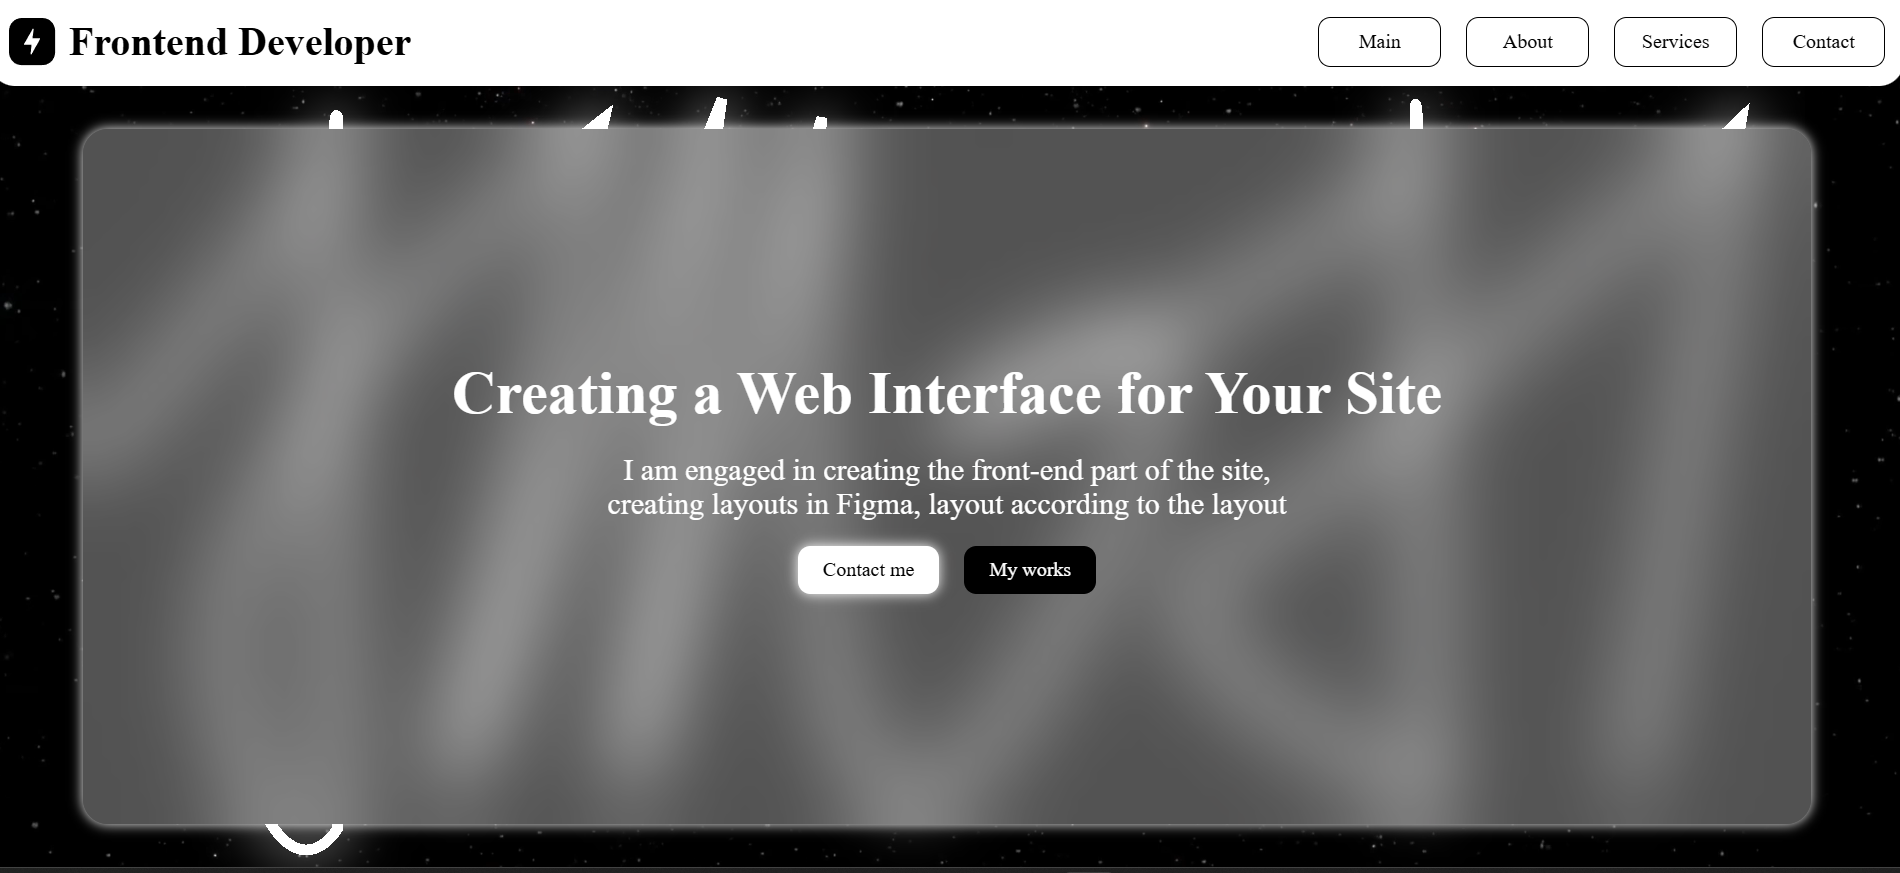 Frontend Developer
Main
About
Services
Contact
Creating a Web Interface for Your Site
I am engaged in creating the front-end part of the site,
creating layouts in Figma, layout according to the layout
Contact me
My works